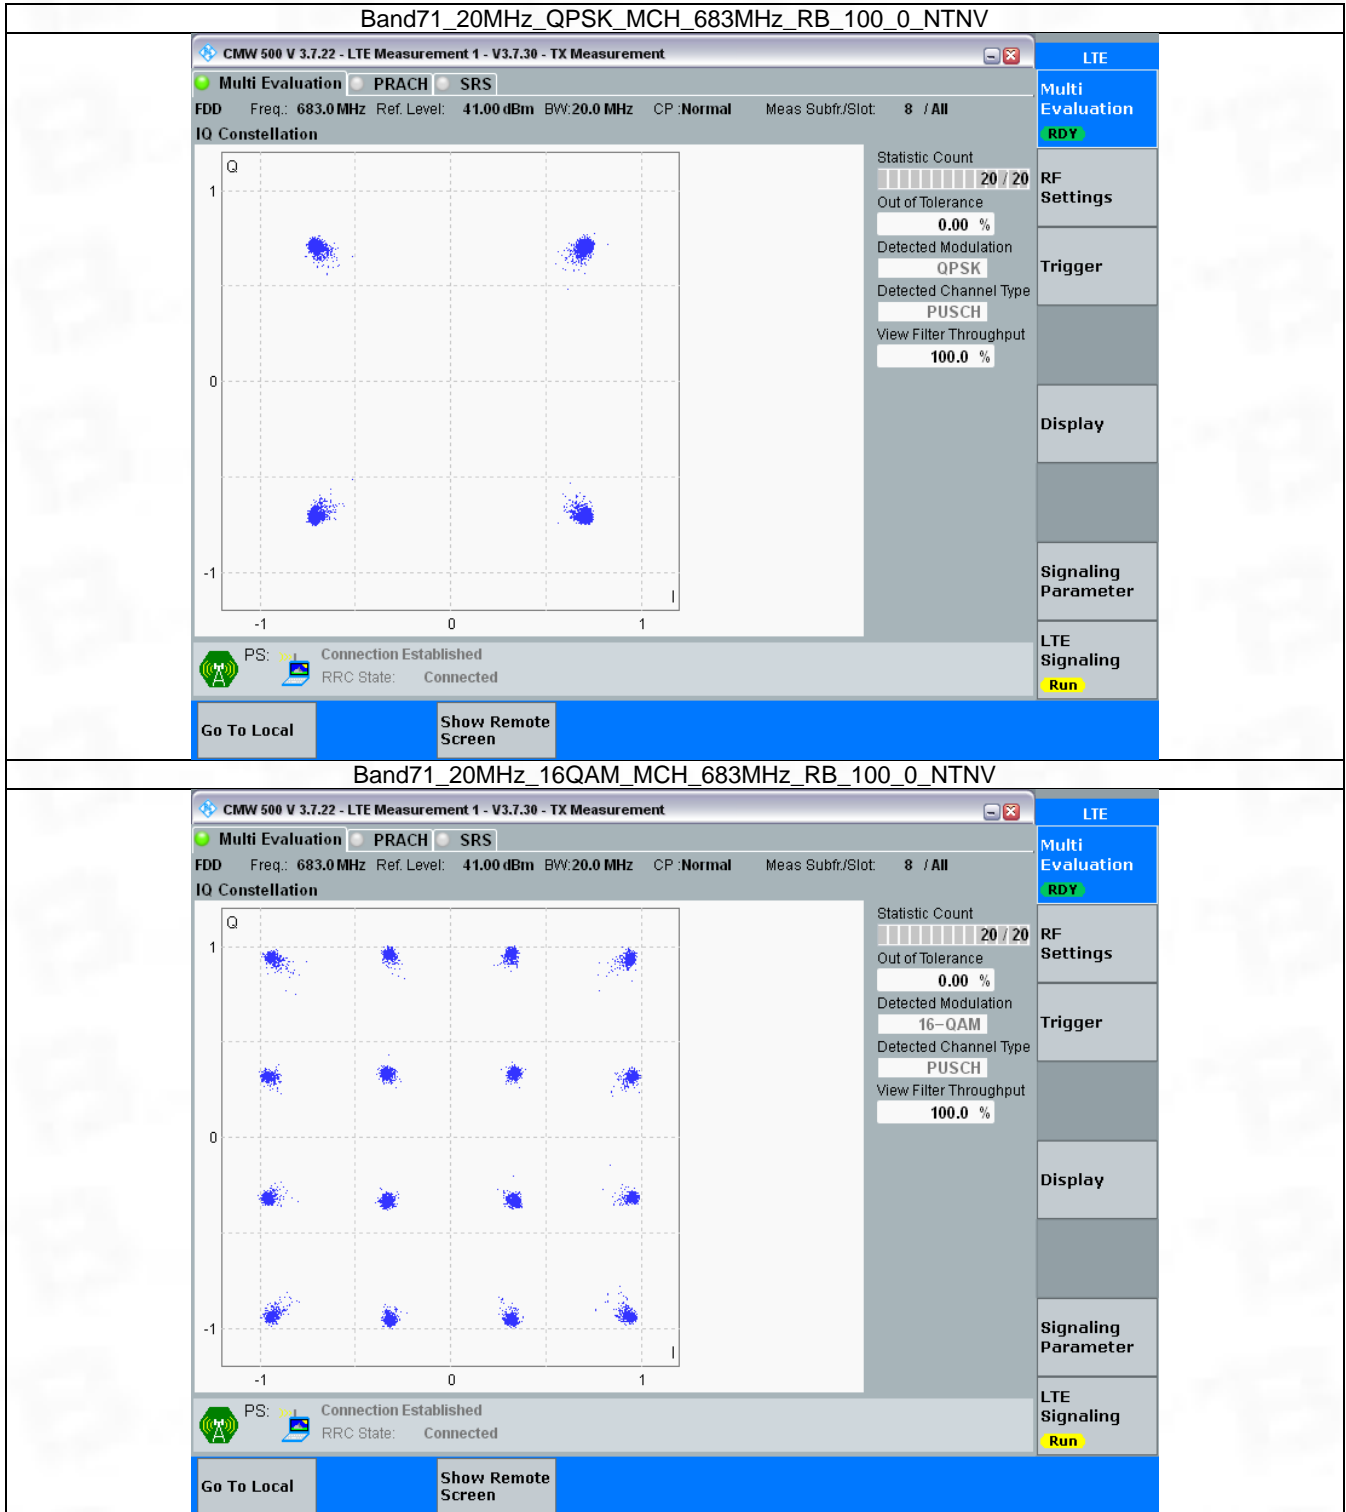 Band71_20MHz_QPSK_MCH_683MHz_RB_100_0_NTNV
CMW 500 V 3.7.22 - LTE Measurement 1 - V3.7.30 - TX Measurement
LTE
Multi Evaluation PRACH SRS
Multi
Evaluation
RDY
FDD Freq.: 683.0 MHz Ref. Level: 41.00 dBm BW: 20.0 MHz CP : Normal Meas Subfr./Slot: 8 / All
IQ Constellation
Q
1
0
-1
-1 0 1
I
Statistic Count
20 / 20
Out of Tolerance
0.00 %
Detected Modulation
QPSK
Detected Channel Type
PUSCH
View Filter Throughput
100.0 %
RF
Settings
Trigger
Display
Signaling
Parameter
LTE
Signaling
Run
PS: Connection Established
RRC State: Connected
Go To Local
Show Remote
Screen
Band71_20MHz_16QAM_MCH_683MHz_RB_100_0_NTNV
CMW 500 V 3.7.22 - LTE Measurement 1 - V3.7.30 - TX Measurement
LTE
Multi Evaluation PRACH SRS
Multi
Evaluation
RDY
FDD Freq.: 683.0 MHz Ref. Level: 41.00 dBm BW: 20.0 MHz CP : Normal Meas Subfr./Slot: 8 / All
IQ Constellation
Q
1
0
-1
-1 0 1
I
Statistic Count
20 / 20
Out of Tolerance
0.00 %
Detected Modulation
16-QAM
Detected Channel Type
PUSCH
View Filter Throughput
100.0 %
RF
Settings
Trigger
Display
Signaling
Parameter
LTE
Signaling
Run
PS: Connection Established
RRC State: Connected
Go To Local
Show Remote
Screen